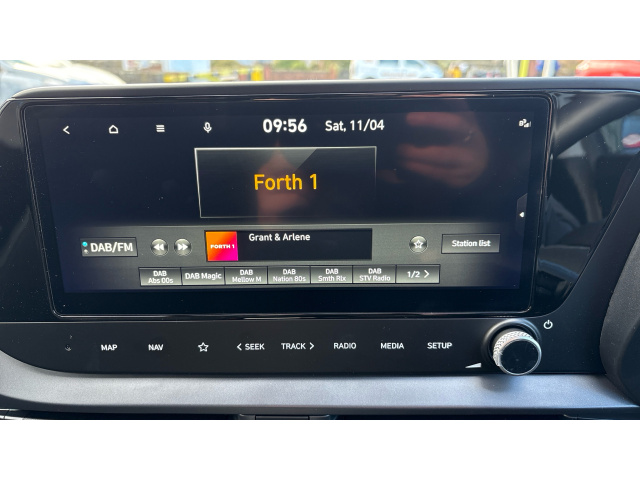 09:56 Sat, 11/04
Forth 1
DAB/FM
FORTH 1
Grant & Arlene
Station list
DAB Abs 00s
DAB Magic
DAB Mellow M
DAB Nation 80s
DAB Smth Rlx
DAB STV Radio
1/2 >
MAP NAV < SEEK TRACK > RADIO MEDIA SETUP